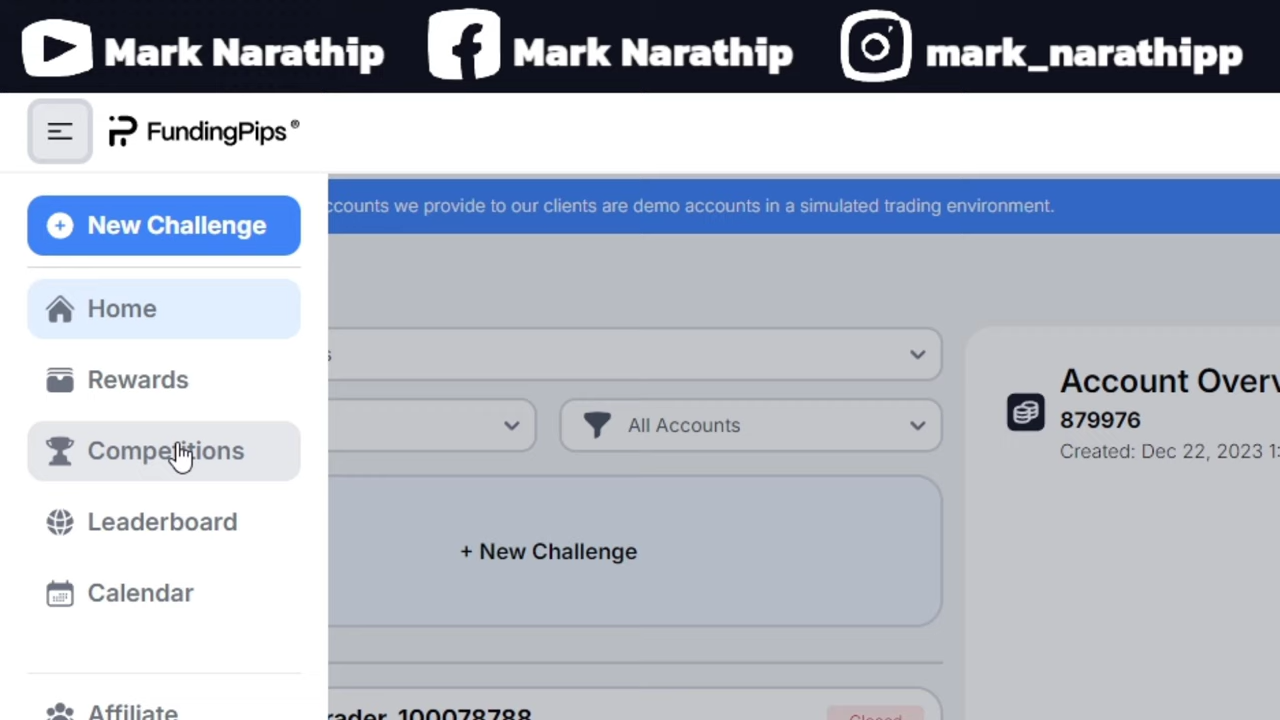 Mark Narathip
Mark Narathip
mark_narathipp
FundingPips®
New Challenge
ccounts we provide to our clients are demo accounts in a simulated trading environment.
Home
Rewards
Competitions
Leaderboard
Calendar
Affiliate
s
All Accounts
+ New Challenge
rader 100078788
Closed
Account Overv
879976
Created: Dec 22, 2023 1: